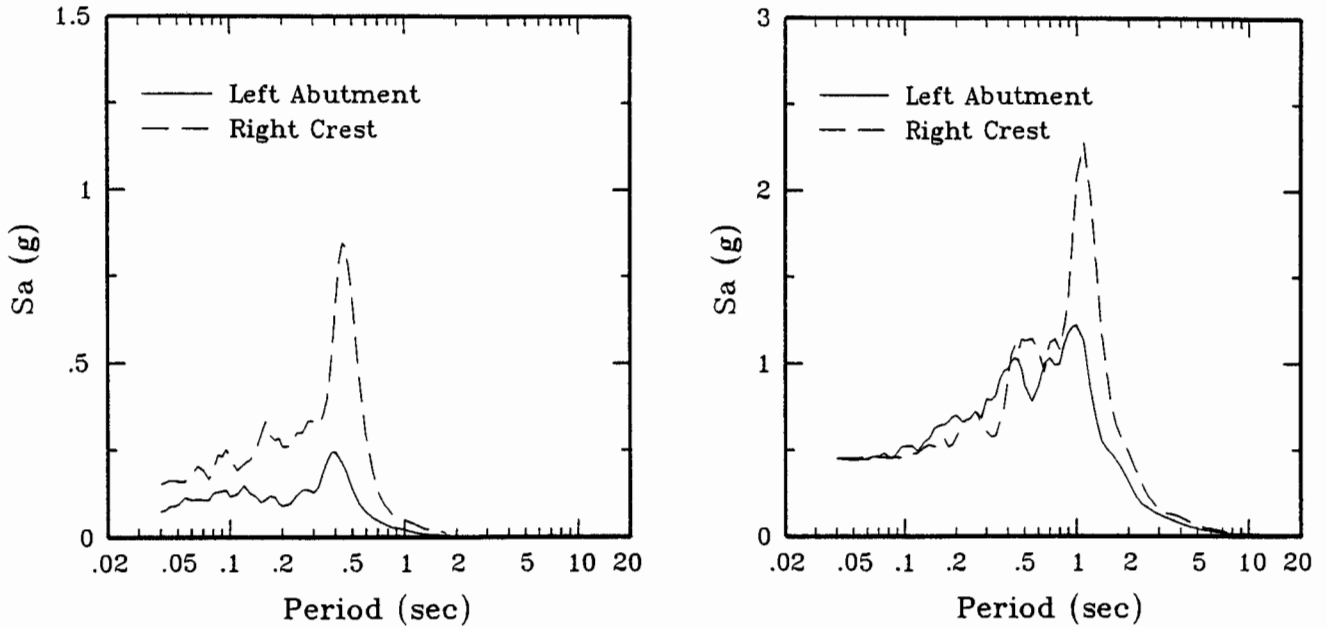 1.5
1
.5
0
Sa (g)
Left Abutment
Right Crest
.02 .05 .1 .2 .5 1 2 5 10 20
Period (sec)
3
2
1
0
Sa (g)
Left Abutment
Right Crest
.02 .05 .1 .2 .5 1 2 5 10 20
Period (sec)